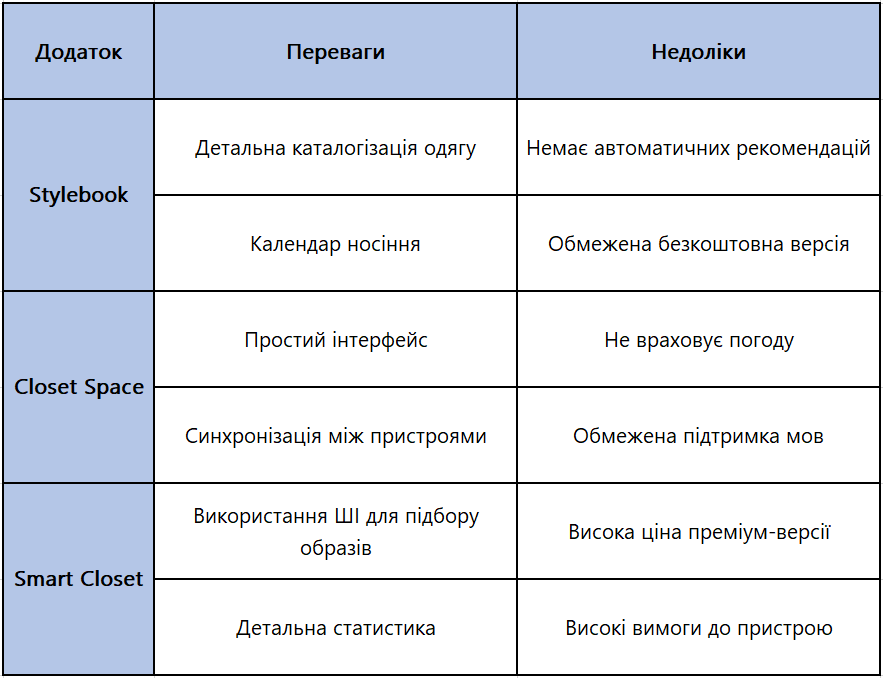 Додаток Переваги Недоліки
Stylebook
Детальна каталогізація одягу Немає автоматичних рекомендацій
Календар носіння Обмежена безкоштовна версія
Closet Space
Простий інтерфейс Не враховує погоду
Синхронізація між пристроями Обмежена підтримка мов
Smart Closet
Використання ШІ для підбору
образів
Висока ціна преміум-версії
Детальна статистика Високі вимоги до пристрою